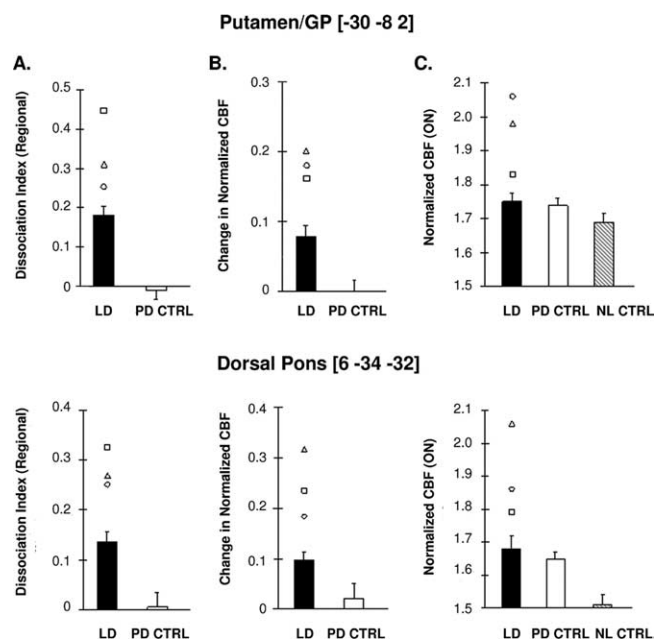 Putamen/GP [-30 -8 2]
A.
B.
C.
Dissociation Index (Regional)
0.5
0.4
0.3
0.2
0.1
0
LD PD CTRL
Change in Normalized CBF
0.3
0.2
0.1
0
LD PD CTRL
Normalized CBF (ON)
2.1
2.0
1.9
1.8
1.7
1.6
1.5
LD PD CTRL NL CTRL
Dorsal Pons [6 -34 -32]
Dissociation Index (Regional)
0.4
0.3
0.2
0.1
0
LD PD CTRL
Change in Normalized CBF
0.4
0.3
0.2
0.1
0
LD PD CTRL
Normalized CBF (ON)
2.1
2.0
1.9
1.8
1.7
1.6
1.5
LD PD CTRL NL CTRL